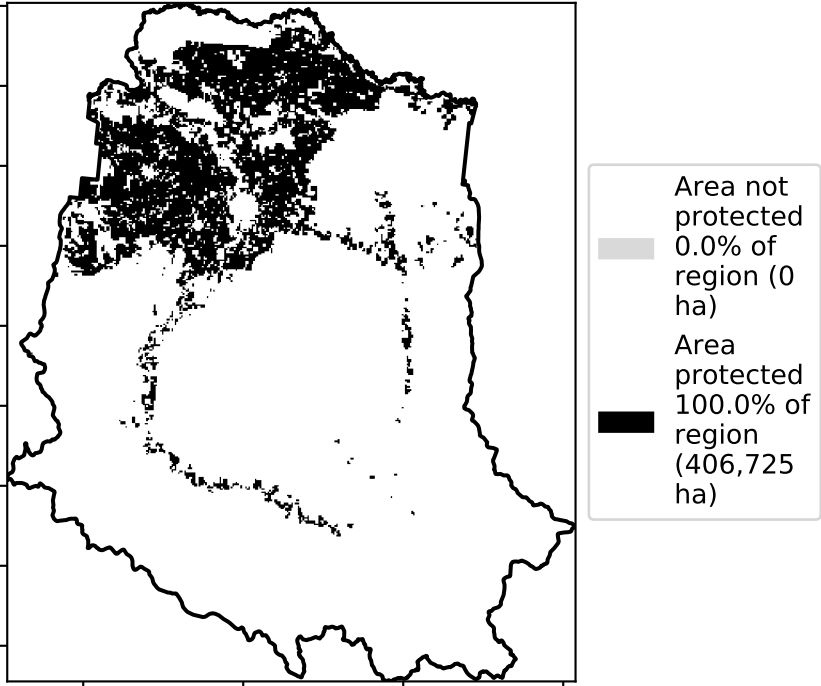 Area not
protected
0.0% of
region (0
ha)
Area
protected
100.0% of
region
(406,725
ha)